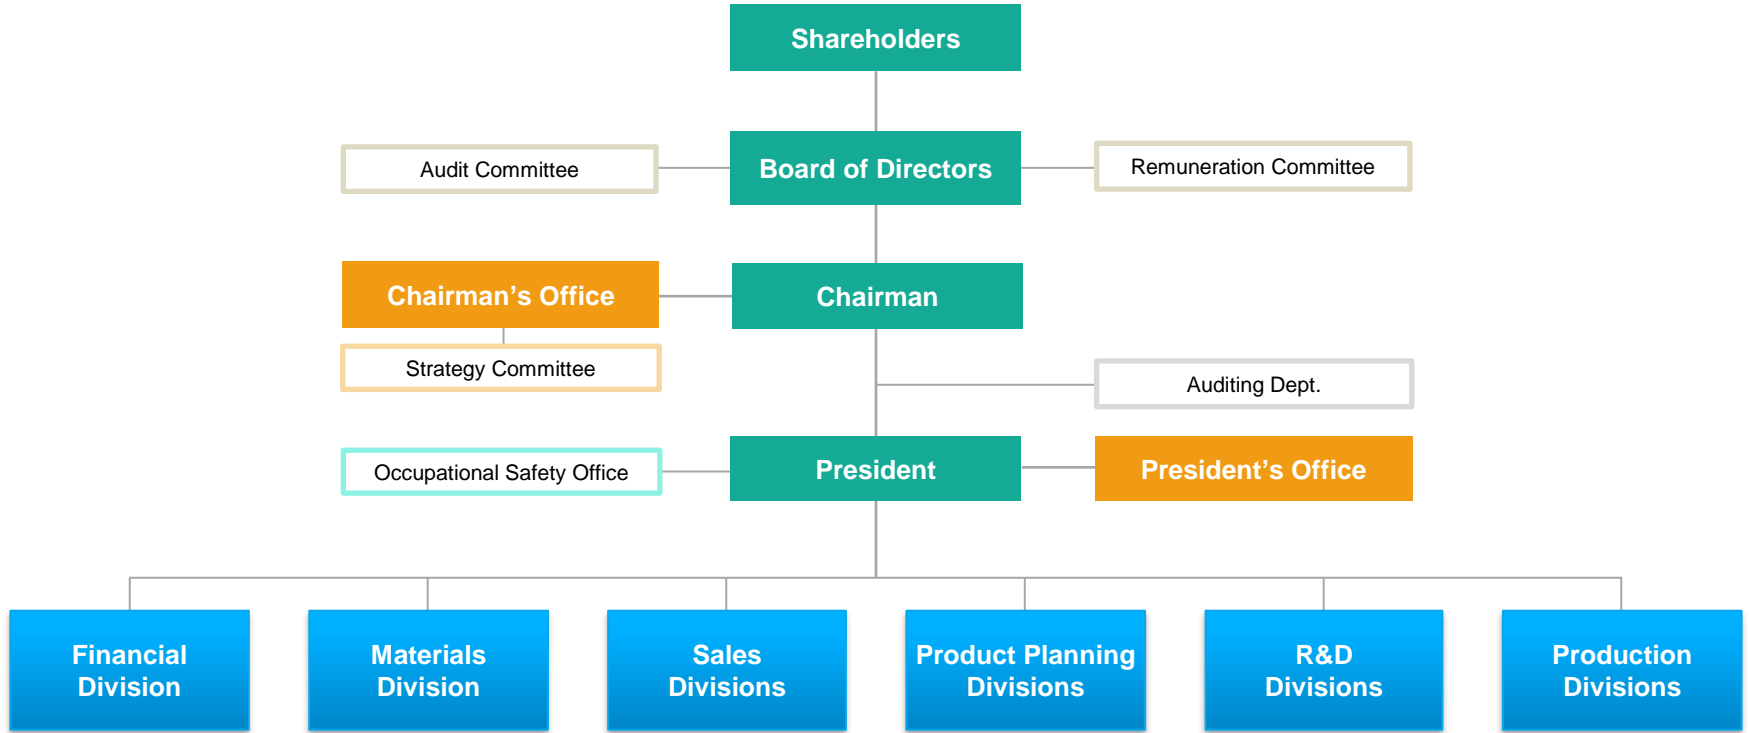 Shareholders
Audit Committee
Board of Directors
Remuneration Committee
Chairman’s Office
Chairman
Strategy Committee
Auditing Dept.
Occupational Safety Office
President
President’s Office
Financial
Division
Materials
Division
Sales
Divisions
Product Planning
Divisions
R&D
Divisions
Production
Divisions